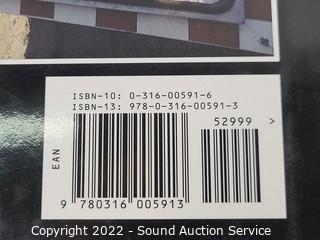 ISBN-10: 0-316-00591-6
ISBN-13: 978-0-316-00591-3
52999 >
EAN
9 780316 005913
Copyright 2022 - Sound Auction Service